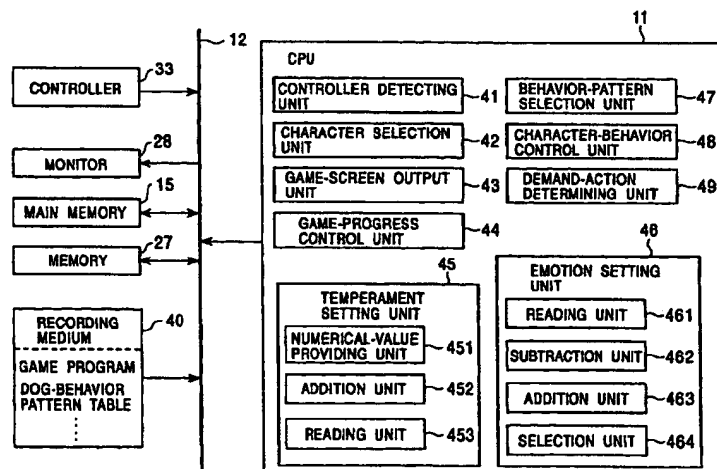 11
12
CPU
33
CONTROLLER
28
MONITOR
15
MAIN MEMORY
27
MEMORY
40
RECORDING
MEDIUM
GAME PROGRAM
DOG-BEHAVIOR
PATTERN TABLE
CONTROLLER DETECTING
UNIT
41
CHARACTER SELECTION
UNIT
42
GAME-SCREEN OUTPUT
UNIT
43
GAME-PROGRESS
CONTROL UNIT
44
BEHAVIOR-PATTERN
SELECTION UNIT
47
CHARACTER-BEHAVIOR
CONTROL UNIT
48
DEMAND-ACTION
DETERMINING UNIT
49
45
TEMPERAMENT
SETTING UNIT
NUMERICAL-VALUE
PROVIDING UNIT
451
ADDITION UNIT
452
READING UNIT
453
46
EMOTION SETTING
UNIT
READING UNIT
461
SUBTRACTION UNIT
462
ADDITION UNIT
463
SELECTION UNIT
464